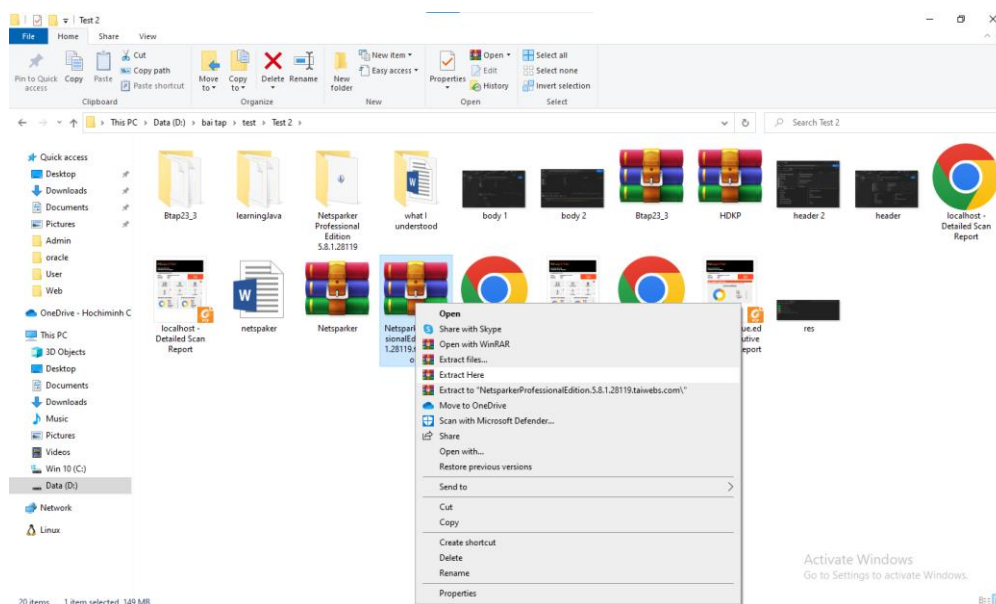 Test 2
File Home Share View
Pin to Quick access
Copy
Paste
Cut
Copy path
Paste shortcut
Clipboard
Move to
Copy to
Delete
Rename
Organize
New folder
New item
Easy access
New
Properties
Open
Edit
History
Open
Select all
Select none
Invert selection
Select
This PC > Data (D:) > bai tap > test > Test 2 >
Search Test 2
Quick access
Desktop
Downloads
Documents
Pictures
Admin
oracle
User
Web
OneDrive - Hochiminh C
This PC
3D Objects
Desktop
Documents
Downloads
Music
Pictures
Videos
Win 10 (C:)
Data (D:)
Network
Linux
Btap23_3
learningJava
Netsparker
Professional
Edition
5.8.1.28119
what I
understood
body 1
body 2
Btap23_3
HDKP
header 2
header
localhost -
Detailed Scan
Report
localhost -
Detailed Scan
Report
netspaker
Netsparker
Netspark
sionalEd
1.28119.t
o
ue.ed
utive
eport
res
Open
Share with Skype
Open with WinRAR
Extract files...
Extract Here
Extract to "NetsparkerProfessionalEdition.5.8.1.28119.taiwebs.com\"
Move to OneDrive
Scan with Microsoft Defender...
Share
Open with...
Restore previous versions
Send to
Cut
Copy
Create shortcut
Delete
Rename
Properties
Activate Windows
Go to Settings to activate Windows.
20 items 1 item selected 149 MB